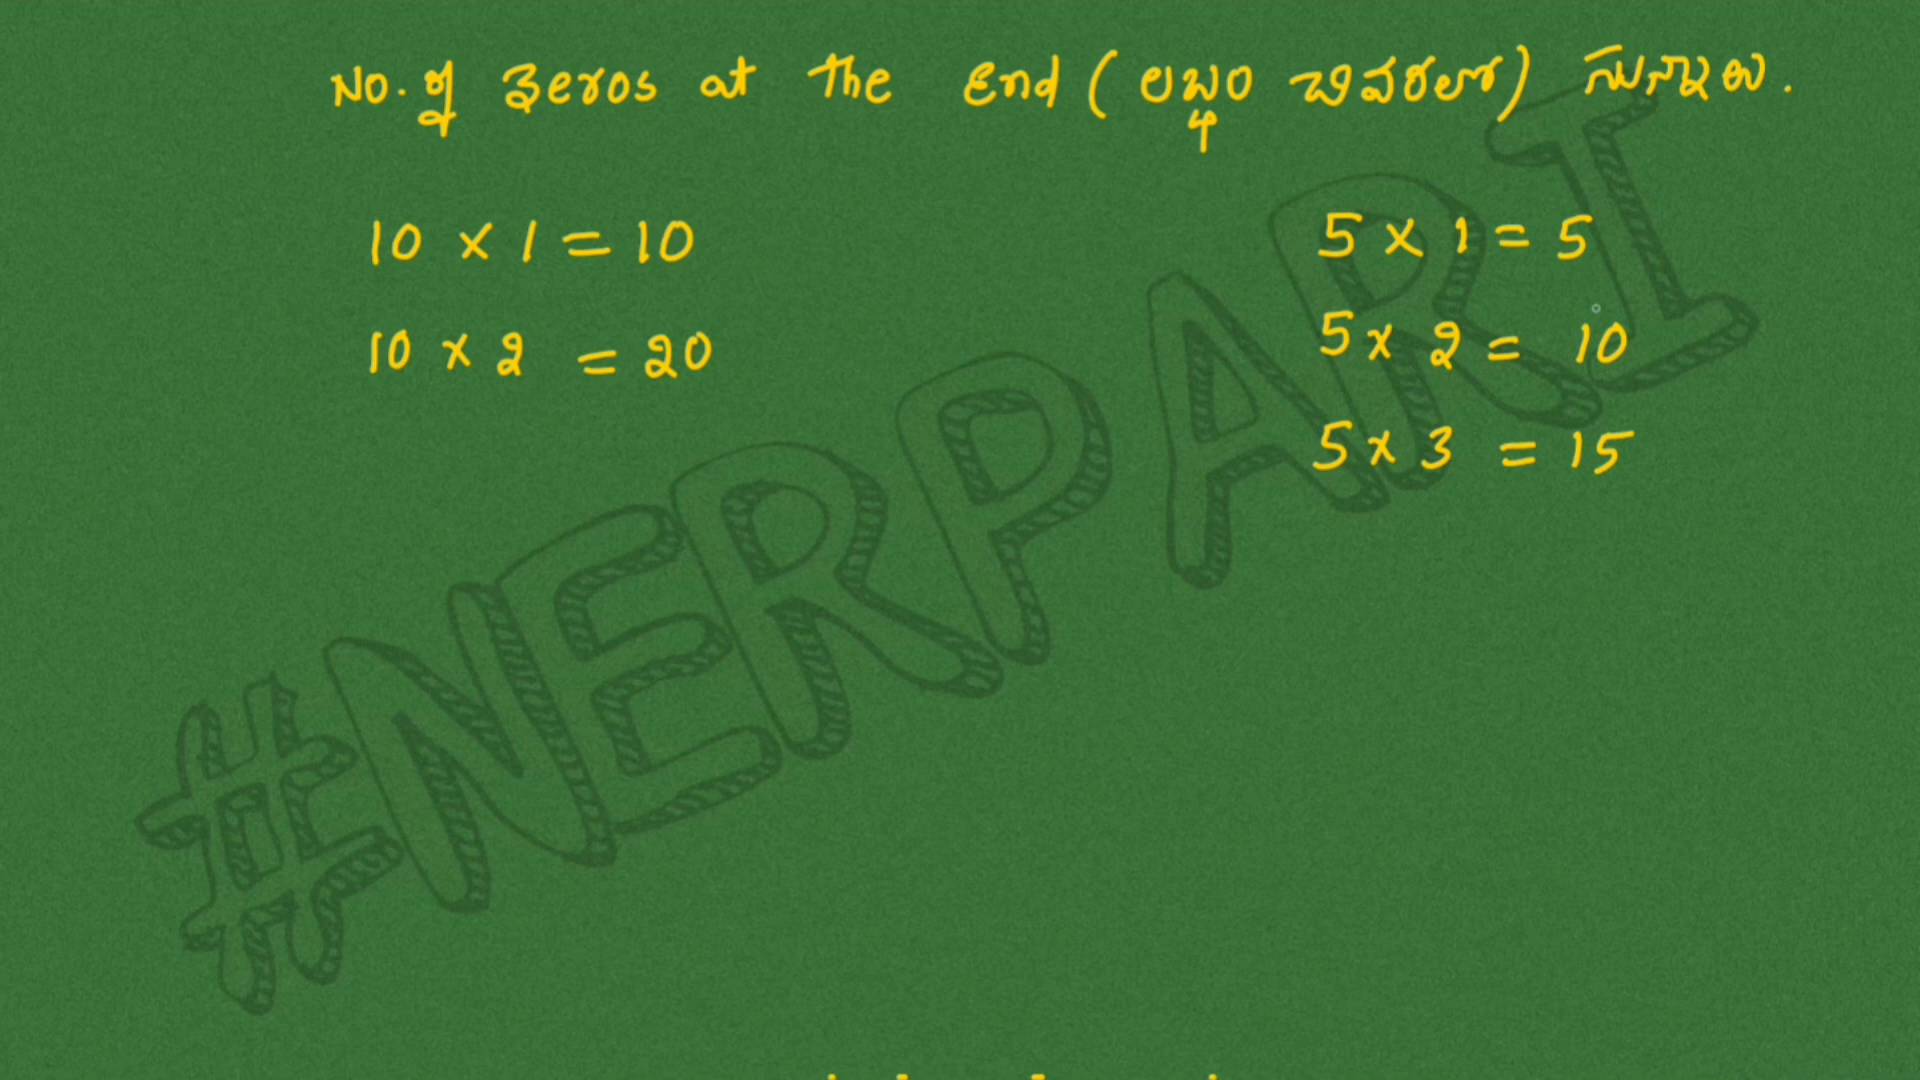 No. of zeros at the End (లబ్ధం చివరలో) సున్నాలు.
10 × 1 = 10
10 × 2 = 20
5 × 1 = 5
5 × 2 = 10
5 × 3 = 15
#NERPARI